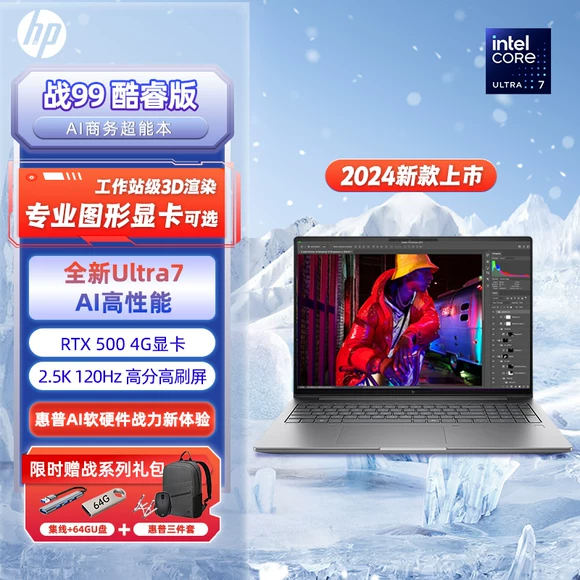 hp
intel
CORE
ULTRA 7
战99 酷睿版
AI商务超能本
工作站级3D渲染
专业图形显卡可选
2024新款上市
全新Ultra7
AI高性能
RTX 500 4G显卡
2.5K 120Hz 高分高刷屏
惠普AI软硬件战力新体验
限时赠战系列礼包
64G
集线+64GU盘
+
惠普三件套